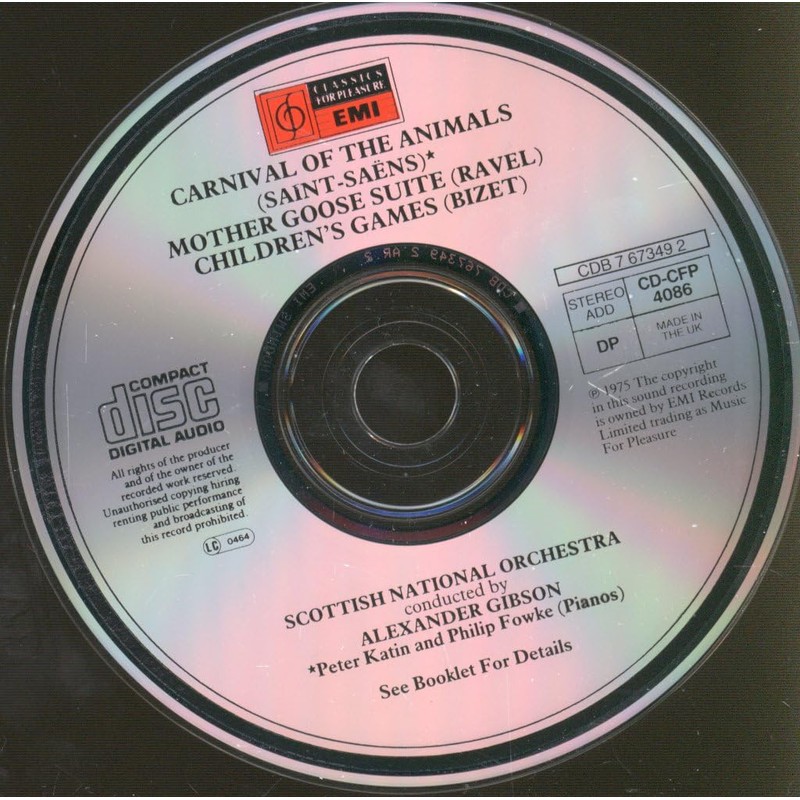 CLASSICS
FOR PLEASURE
EMI
CARNIVAL OF THE ANIMALS
(SAINT-SAËNS)*
MOTHER GOOSE SUITE (RAVEL)
CHILDREN'S GAMES (BIZET)
CDB 7 67349 2
STEREO
ADD
CD-CFP
4086
DP
MADE IN
THE UK
COMPACT
disc
DIGITAL AUDIO
All rights of the producer
and of the owner of the
recorded work reserved.
Unauthorised copying hiring
renting public performance
and broadcasting of
this record prohibited.
LC 0464
℗ 1975 The copyright
in this sound recording
is owned by EMI Records
Limited trading as Music
For Pleasure
SCOTTISH NATIONAL ORCHESTRA
conducted by
ALEXANDER GIBSON
*Peter Katin and Philip Fowke (Pianos)
See Booklet For Details